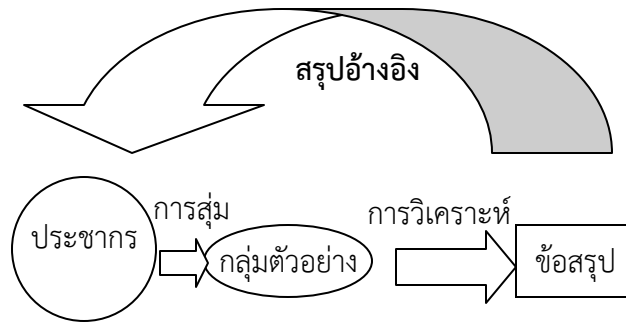 สรุปอ้างอิง
การสุ่ม
การวิเคราะห์
ประชากร
กลุ่มตัวอย่าง
ข้อสรุป